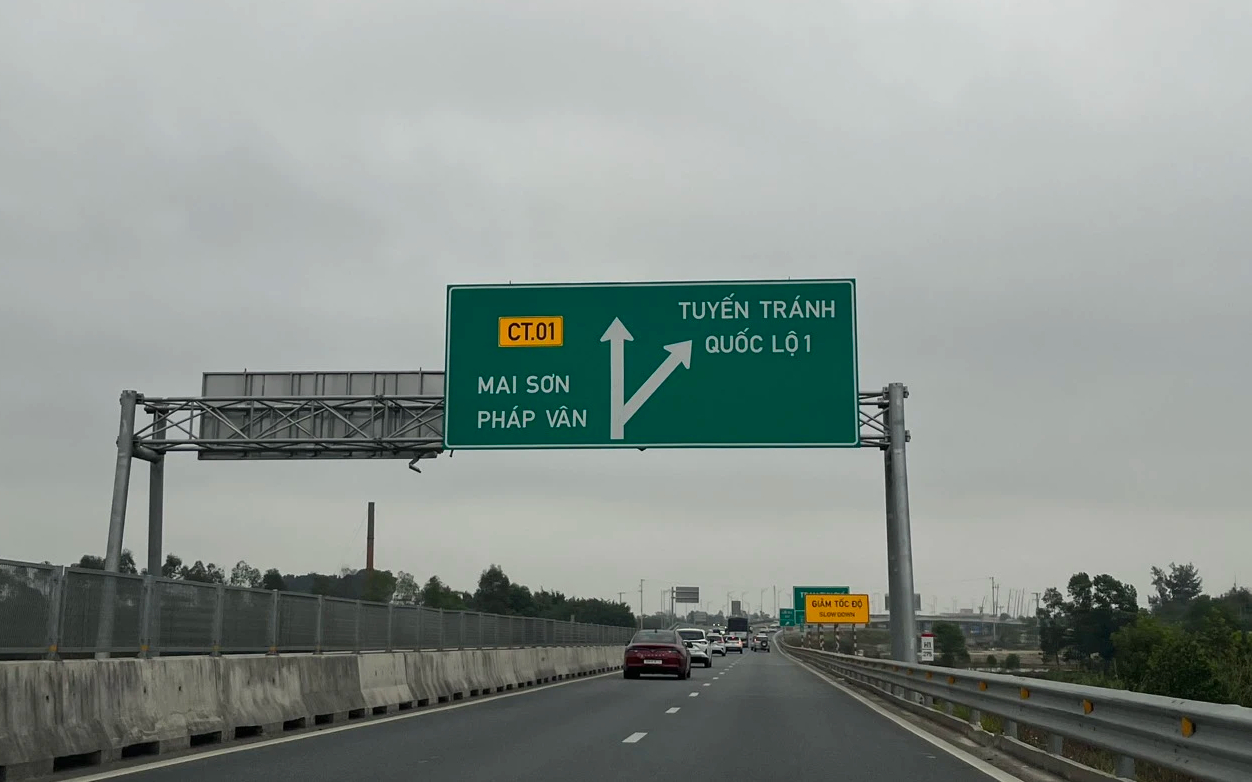 CT.01
MAI SƠN
PHÁP VÂN
TUYẾN TRÁNH
QUỐC LỘ 1
GIẢM TỐC ĐỘ
SLOW DOWN